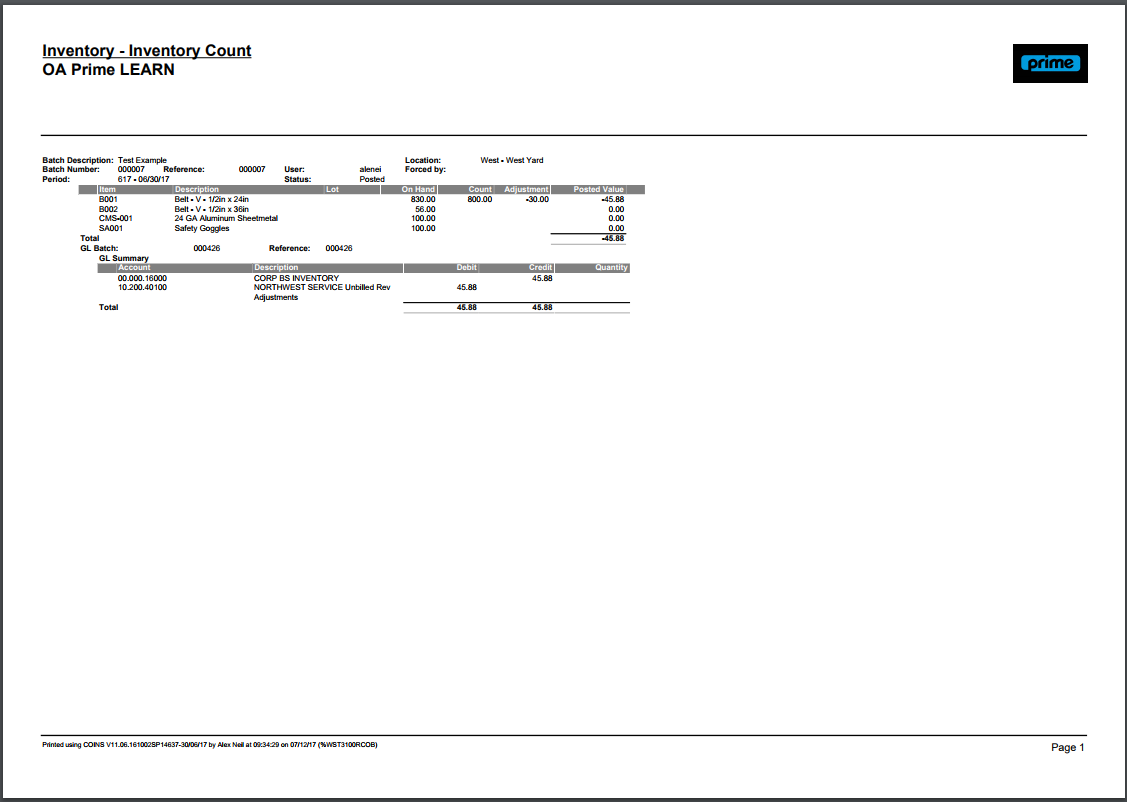 Inventory - Inventory Count
OA Prime LEARN
prime
Batch Description: Test Example Location: West - West Yard
Batch Number: 000007 Reference: 000007 User: alenei Forced by:
Period: 617 - 06/30/17 Status: Posted
Item Description Lot On Hand Count Adjustment Posted Value
B001 Belt - V - 1/2in x 24in 830.00 800.00 -30.00 -45.88
B002 Belt - V - 1/2in x 36in 56.00 0.00
CMS-001 24 GA Aluminum Sheetmetal 100.00 0.00
SA001 Safety Goggles 100.00 0.00
Total -45.88
GL Batch: 000426 Reference: 000426
GL Summary
Account Description Debit Credit Quantity
00.000.16000 CORP BS INVENTORY 45.88
10.200.40100 NORTHWEST SERVICE Unbilled Rev 45.88
Adjustments
Total 45.88 45.88
Printed using COINS V11.06.161002SP14637-30/06/17 by Alex Neil at 09:34:29 on 07/12/17 (%WST3100RCOB)
Page 1